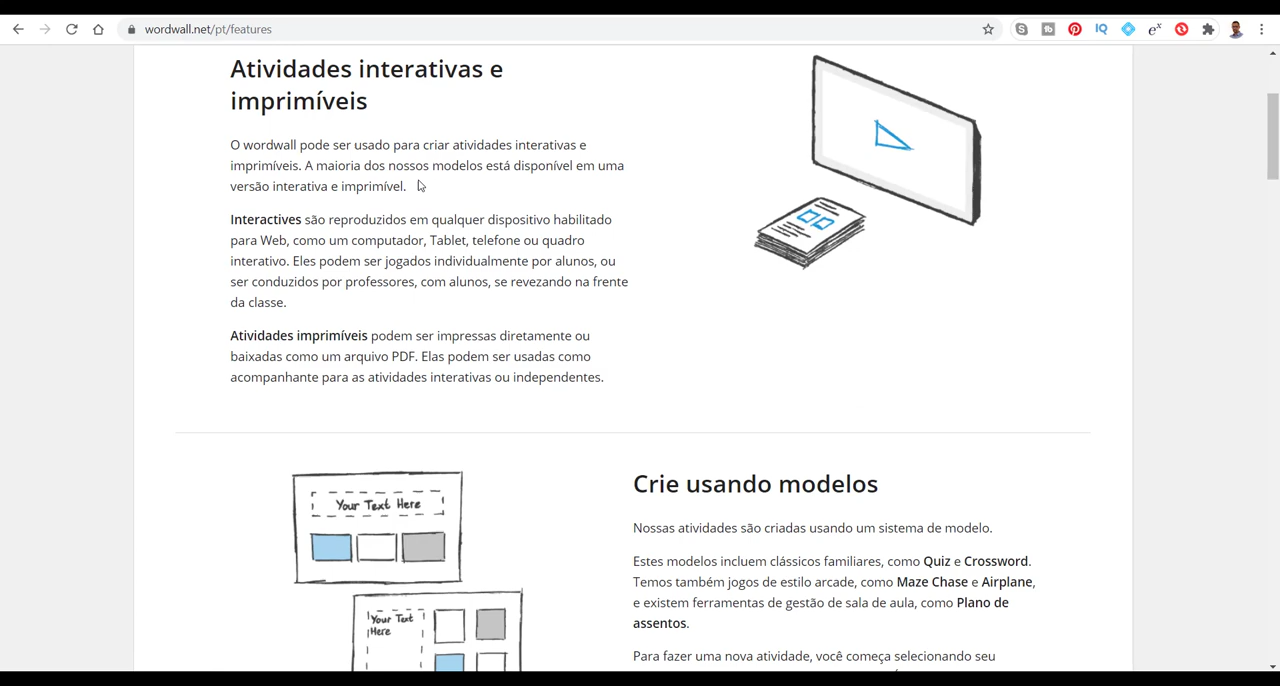 wordwall.net/pt/features
Atividades interativas e
imprimíveis
O wordwall pode ser usado para criar atividades interativas e
imprimíveis. A maioria dos nossos modelos está disponível em uma
versão interativa e imprimível.
Interactives são reproduzidos em qualquer dispositivo habilitado
para Web, como um computador, Tablet, telefone ou quadro
interativo. Eles podem ser jogados individualmente por alunos, ou
ser conduzidos por professores, com alunos, se revezando na frente
da classe.
Atividades imprimíveis podem ser impressas diretamente ou
baixadas como um arquivo PDF. Elas podem ser usadas como
acompanhante para as atividades interativas ou independentes.
Your Text Here
Your Text
Here
Crie usando modelos
Nossas atividades são criadas usando um sistema de modelo.
Estes modelos incluem clássicos familiares, como Quiz e Crossword.
Temos também jogos de estilo arcade, como Maze Chase e Airplane,
e existem ferramentas de gestão de sala de aula, como Plano de
assentos.
Para fazer uma nova atividade, você começa selecionando seu